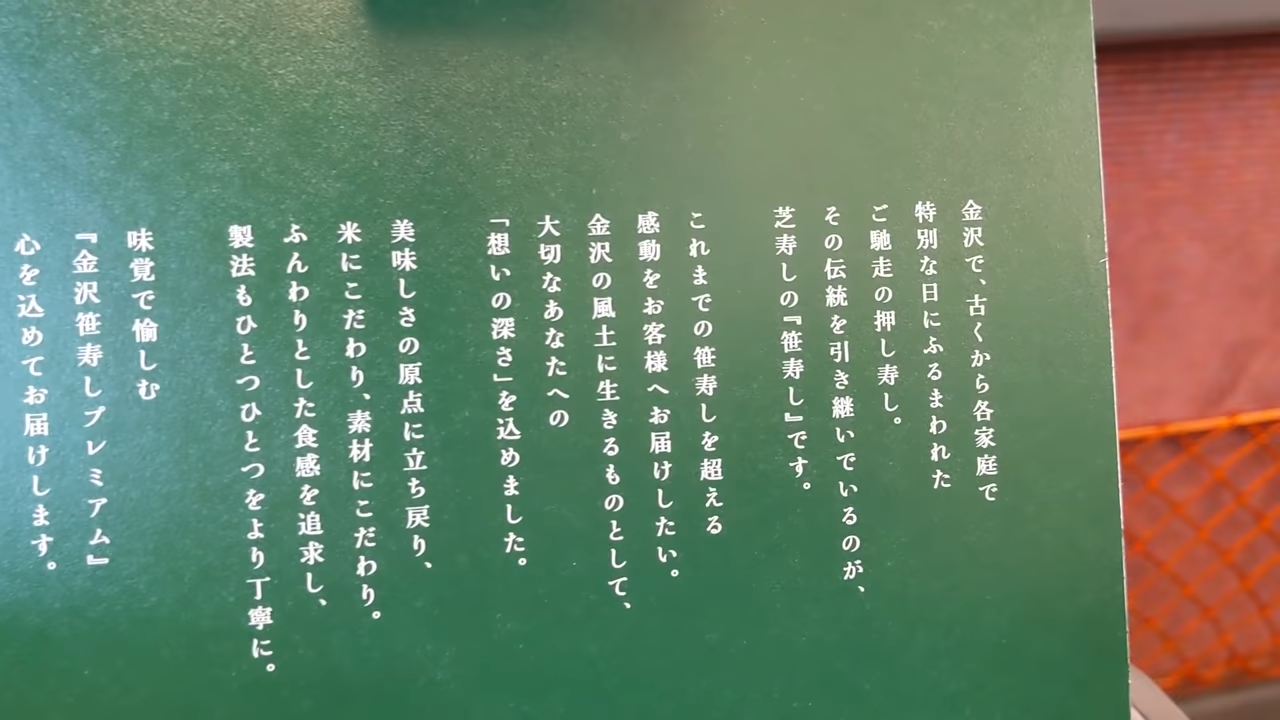 金沢で、古くから各家庭で
特別な日にふるまわれた
ご馳走の押し寿し。
その伝統を引き継いでいるのが、
芝寿しの『笹寿し』です。
これまでの笹寿しを超える
感動をお客様へお届けしたい。
金沢の風土に生きるものとして、
大切なあなたへの
「想いの深さ」を込めました。
美味しさの原点に立ち戻り、
米にこだわり、素材にこだわり。
ふんわりとした食感を追求し、
製法もひとつひとつをより丁寧に。
味覚で愉しむ
『金沢笹寿しプレミアム』
心を込めてお届けします。